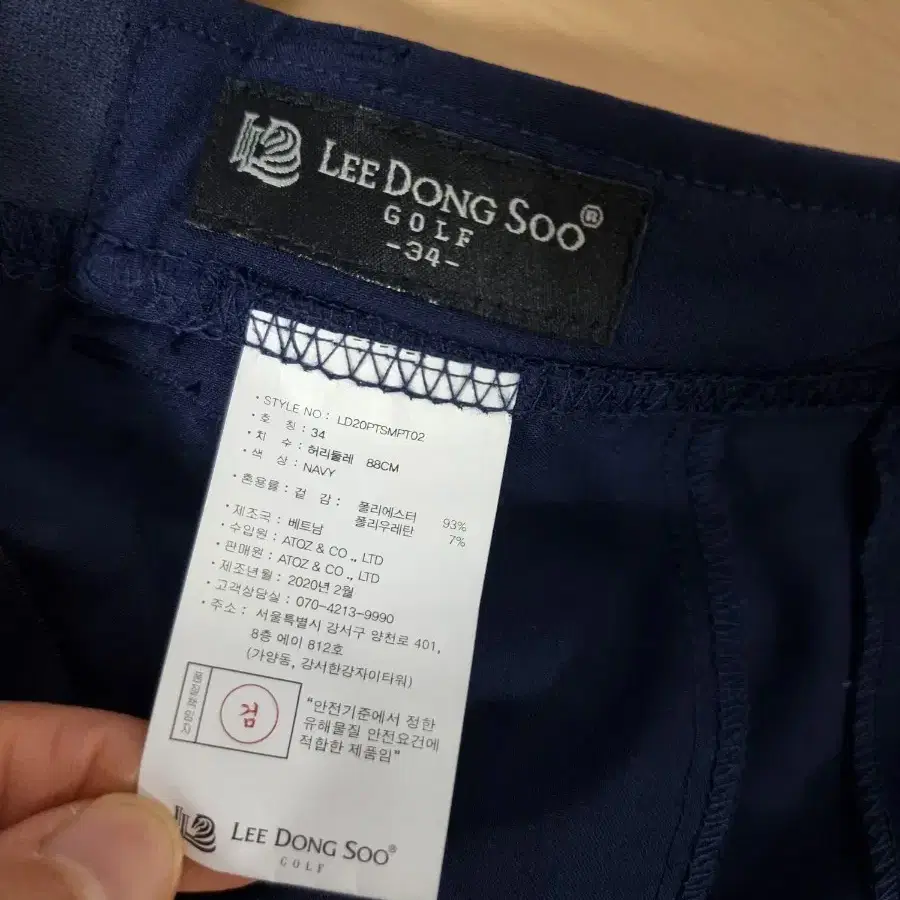 LEE DONG SOO®
GOLF
-34-
· STYLE NO : LD20PTSMPT02
· 호 칭 : 34
· 치 수 : 허리둘레 88CM
· 색 상 : NAVY
· 혼용률 : 겉 감 : 폴리에스터 93%
폴리우레탄 7%
· 제조국 : 베트남
· 수입원 : ATOZ & CO ., LTD
· 판매원 : ATOZ & CO ., LTD
· 제조년월 : 2020년 2월
· 고객상담실 : 070-4213-9990
· 주소 : 서울특별시 강서구 양천로 401,
8층 에이 812호
(가양동, 강서한강자이타워)
품질책임자
검
"안전기준에서 정한
유해물질 안전요건에
적합한 제품임"
LEE DONG SOO®
GOLF